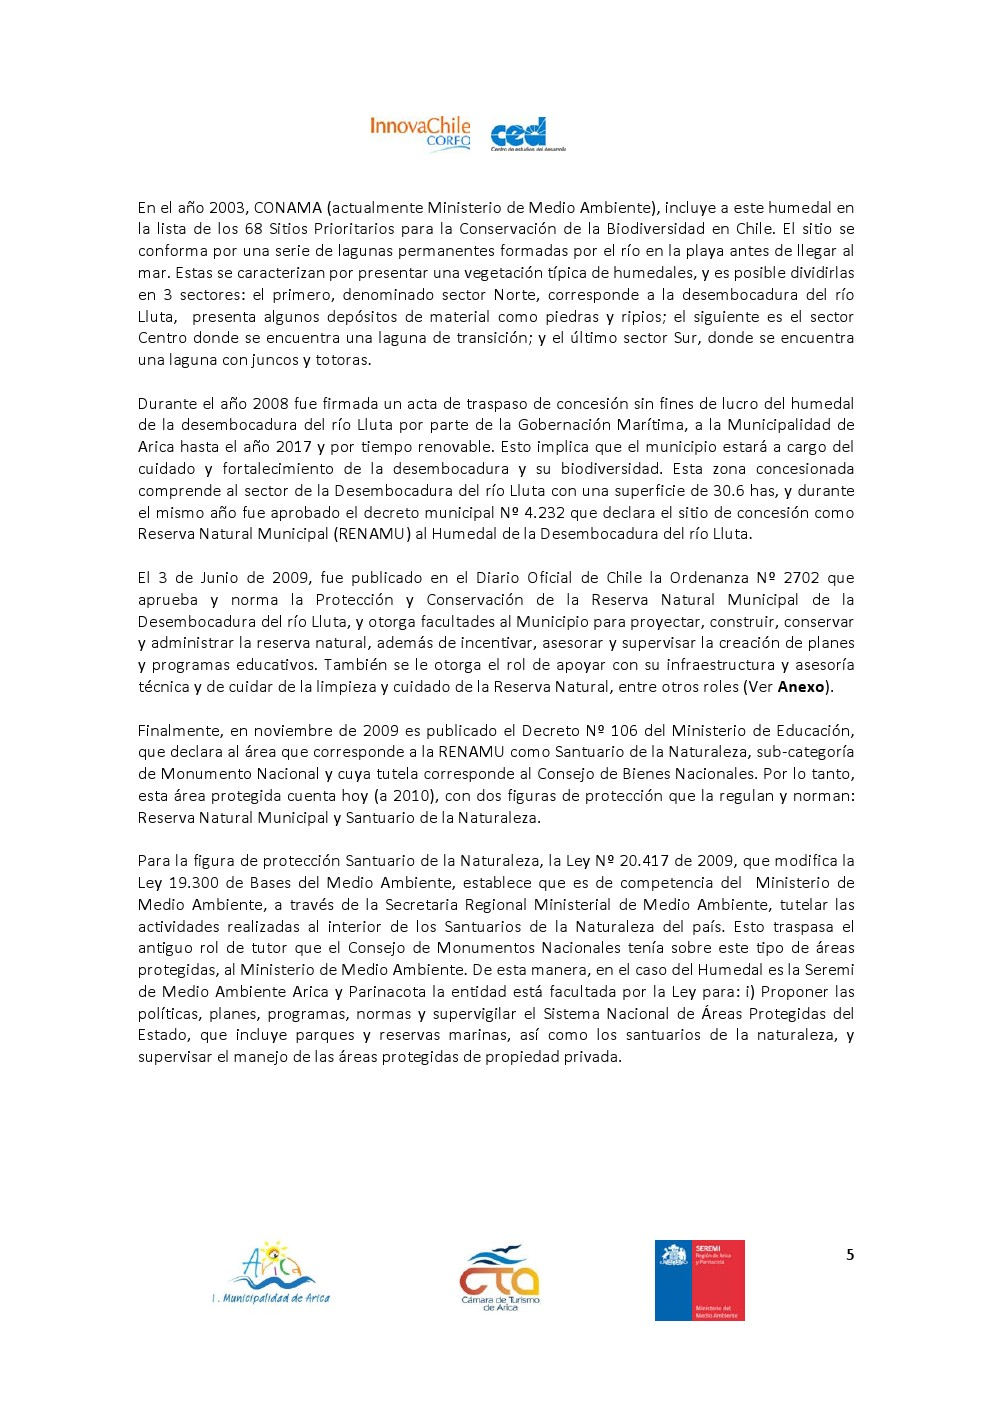 InnovaChile
CORFO
ced
Centro de estudios del desarrollo
En el año 2003, CONAMA (actualmente Ministerio de Medio Ambiente), incluye a este humedal en
la lista de los 68 Sitios Prioritarios para la Conservación de la Biodiversidad en Chile. El sitio se
conforma por una serie de lagunas permanentes formadas por el río en la playa antes de llegar al
mar. Estas se caracterizan por presentar una vegetación típica de humedales, y es posible dividirlas
en 3 sectores: el primero, denominado sector Norte, corresponde a la desembocadura del río
Lluta, presenta algunos depósitos de material como piedras y ripios; el siguiente es el sector
Centro donde se encuentra una laguna de transición; y el último sector Sur, donde se encuentra
una laguna con juncos y totoras.
Durante el año 2008 fue firmada un acta de traspaso de concesión sin fines de lucro del humedal
de la desembocadura del río Lluta por parte de la Gobernación Marítima, a la Municipalidad de
Arica hasta el año 2017 y por tiempo renovable. Esto implica que el municipio estará a cargo del
cuidado y fortalecimiento de la desembocadura y su biodiversidad. Esta zona concesionada
comprende al sector de la Desembocadura del río Lluta con una superficie de 30.6 has, y durante
el mismo año fue aprobado el decreto municipal Nº 4.232 que declara el sitio de concesión como
Reserva Natural Municipal (RENAMU) al Humedal de la Desembocadura del río Lluta.
El 3 de Junio de 2009, fue publicado en el Diario Oficial de Chile la Ordenanza Nº 2702 que
aprueba y norma la Protección y Conservación de la Reserva Natural Municipal de la
Desembocadura del río Lluta, y otorga facultades al Municipio para proyectar, construir, conservar
y administrar la reserva natural, además de incentivar, asesorar y supervisar la creación de planes
y programas educativos. También se le otorga el rol de apoyar con su infraestructura y asesoría
técnica y de cuidar de la limpieza y cuidado de la Reserva Natural, entre otros roles (Ver Anexo).
Finalmente, en noviembre de 2009 es publicado el Decreto Nº 106 del Ministerio de Educación,
que declara al área que corresponde a la RENAMU como Santuario de la Naturaleza, sub-categoría
de Monumento Nacional y cuya tutela corresponde al Consejo de Bienes Nacionales. Por lo tanto,
esta área protegida cuenta hoy (a 2010), con dos figuras de protección que la regulan y norman:
Reserva Natural Municipal y Santuario de la Naturaleza.
Para la figura de protección Santuario de la Naturaleza, la Ley Nº 20.417 de 2009, que modifica la
Ley 19.300 de Bases del Medio Ambiente, establece que es de competencia del Ministerio de
Medio Ambiente, a través de la Secretaria Regional Ministerial de Medio Ambiente, tutelar las
actividades realizadas al interior de los Santuarios de la Naturaleza del país. Esto traspasa el
antiguo rol de tutor que el Consejo de Monumentos Nacionales tenía sobre este tipo de áreas
protegidas, al Ministerio de Medio Ambiente. De esta manera, en el caso del Humedal es la Seremi
de Medio Ambiente Arica y Parinacota la entidad está facultada por la Ley para: i) Proponer las
políticas, planes, programas, normas y supervigilar el Sistema Nacional de Áreas Protegidas del
Estado, que incluye parques y reservas marinas, así como los santuarios de la naturaleza, y
supervisar el manejo de las áreas protegidas de propiedad privada.
Arica
I. Municipalidad de Arica
CTA
Cámara de Turismo
de Arica
SEREMI
Región de Arica
y Parinacota
Ministerio del
Medio Ambiente
5